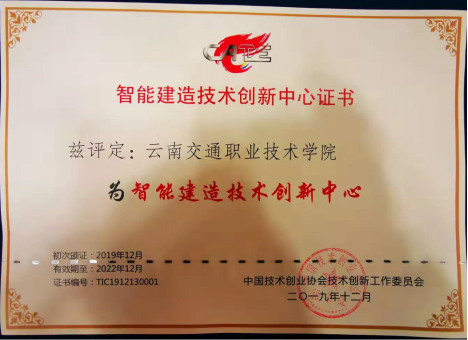 智能建造技术创新中心证书
兹评定：云南交通职业技术学院
为智能建造技术创新中心
初次颁证：2019年12月
有效期至：2022年12月
证书编号：TIC1912130001
中国技术创业协会技术创新工作委员会
二〇一九年十二月